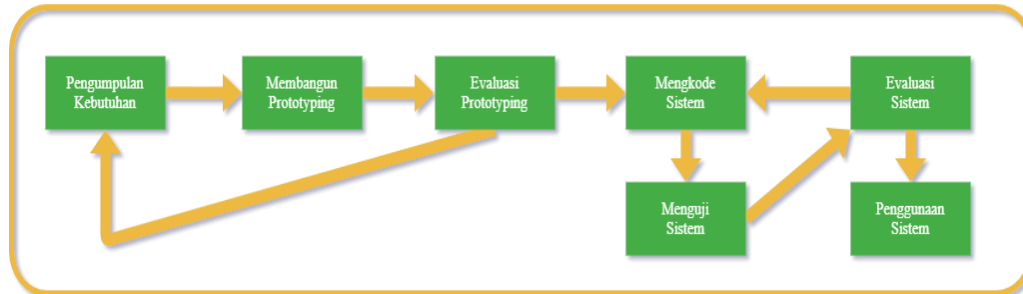 Pengumpulan
Kebutuhan
Membangun
Prototyping
Evaluasi
Prototyping
Mengkode
Sistem
Evaluasi
Sistem
Menguji
Sistem
Penggunaan
Sistem